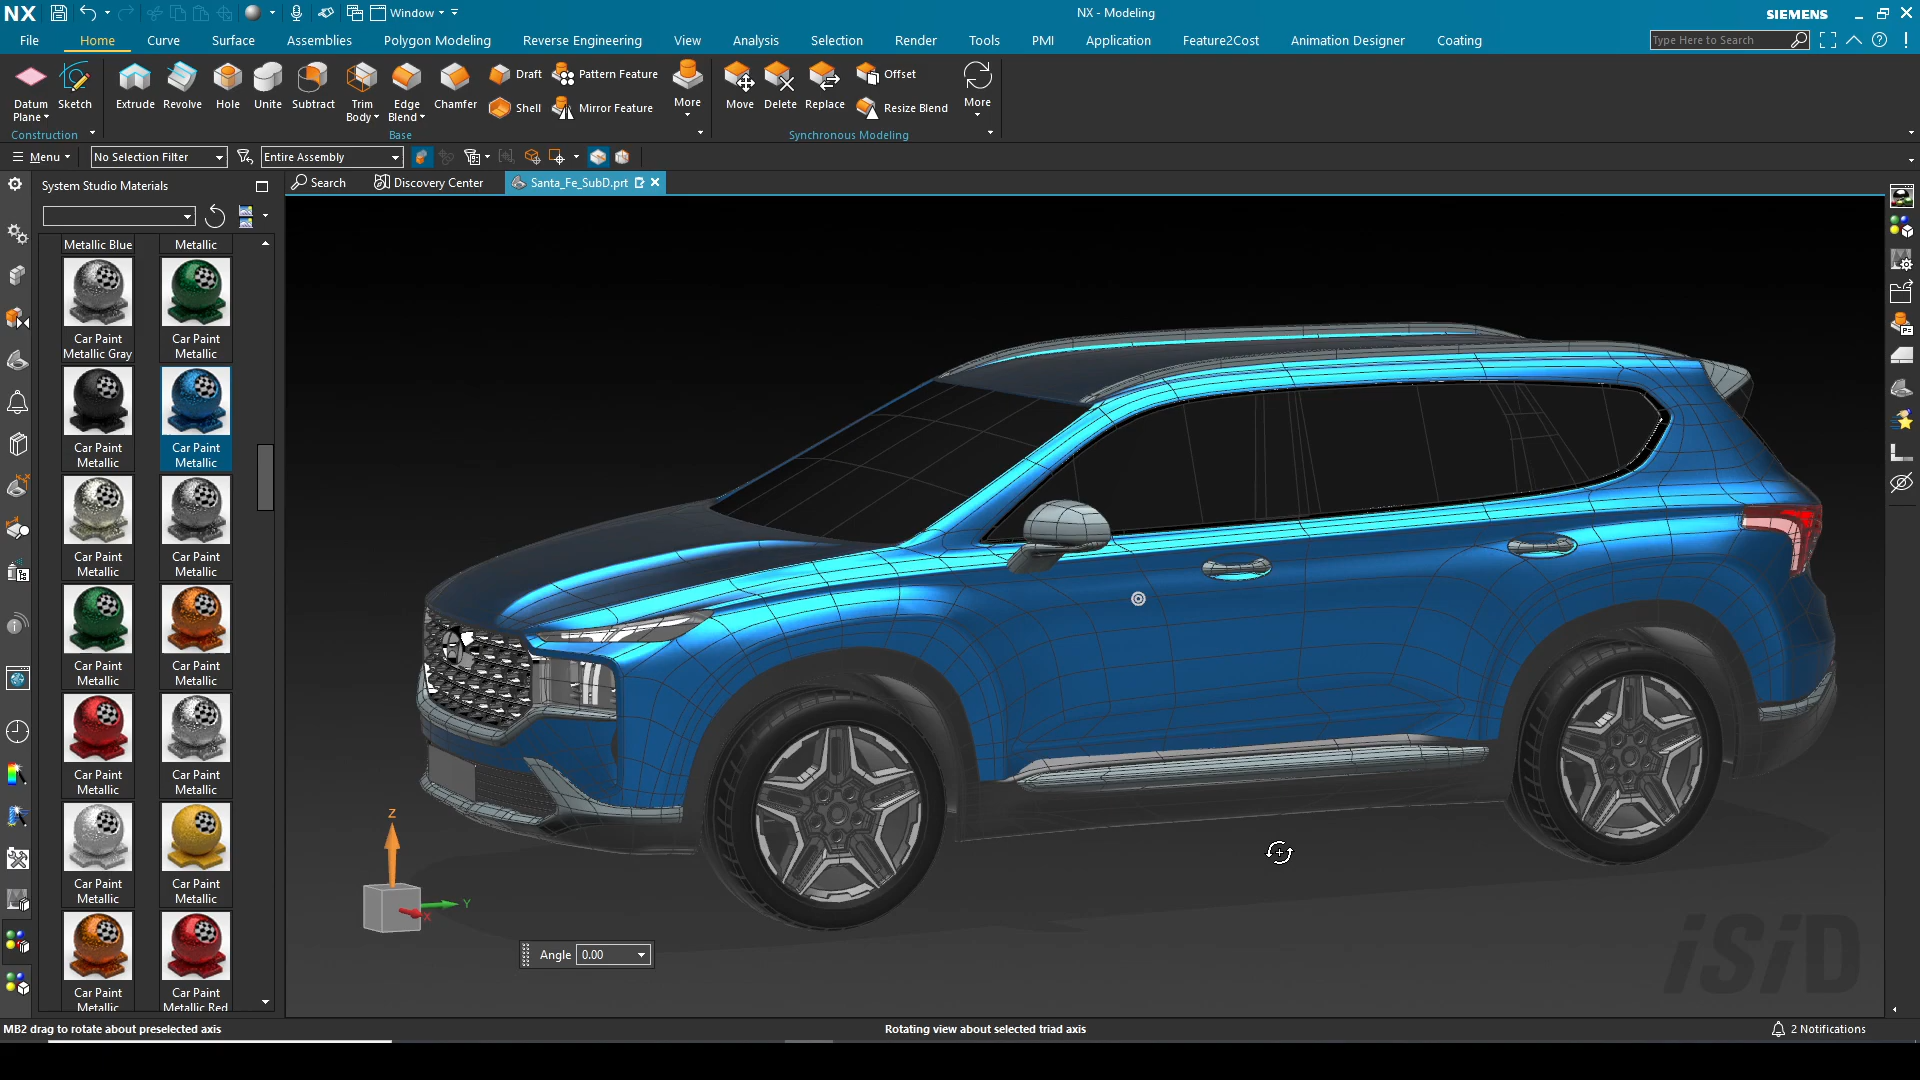 NX
Window
NX - Modeling
SIEMENS
File
Home
Curve
Surface
Assemblies
Polygon Modeling
Reverse Engineering
View
Analysis
Selection
Render
Tools
PMI
Application
Feature2Cost
Animation Designer
Coating
Type Here to Search
Datum Plane
Sketch
Extrude
Revolve
Hole
Unite
Subtract
Trim Body
Edge Blend
Chamfer
Draft
Shell
Pattern Feature
Mirror Feature
More
Move
Delete
Replace
Offset
Resize Blend
More
Construction
Base
Synchronous Modeling
Menu
No Selection Filter
Entire Assembly
System Studio Materials
Search
Discovery Center
Santa_Fe_SubD.prt
Metallic Blue
Metallic
Car Paint
Metallic Gray
Car Paint
Metallic
Car Paint
Metallic
Car Paint
Metallic
Car Paint
Metallic
Car Paint
Metallic
Car Paint
Metallic
Car Paint
Metallic
Car Paint
Metallic
Car Paint
Metallic
Car Paint
Metallic
Car Paint
Metallic
Car Paint
Metallic
Car Paint
Metallic Red
Z
Y
X
Angle
0.00
iSiD
MB2 drag to rotate about preselected axis
Rotating view about selected triad axis
2 Notifications